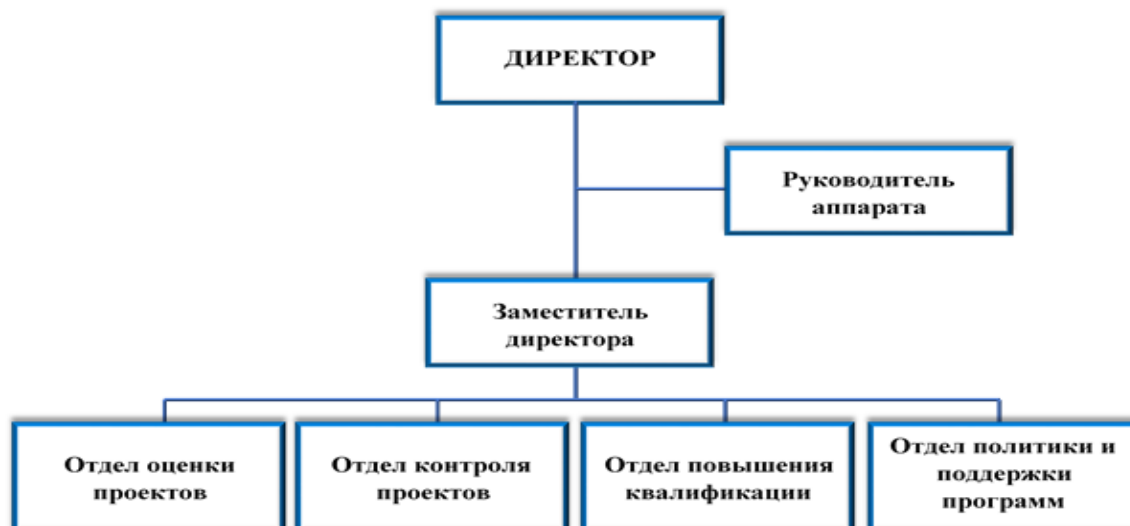 ДИРЕКТОР
Руководитель
аппарата
Заместитель
директора
Отдел оценки
проектов
Отдел контроля
проектов
Отдел повышения
квалификации
Отдел политики и
поддержки
программ